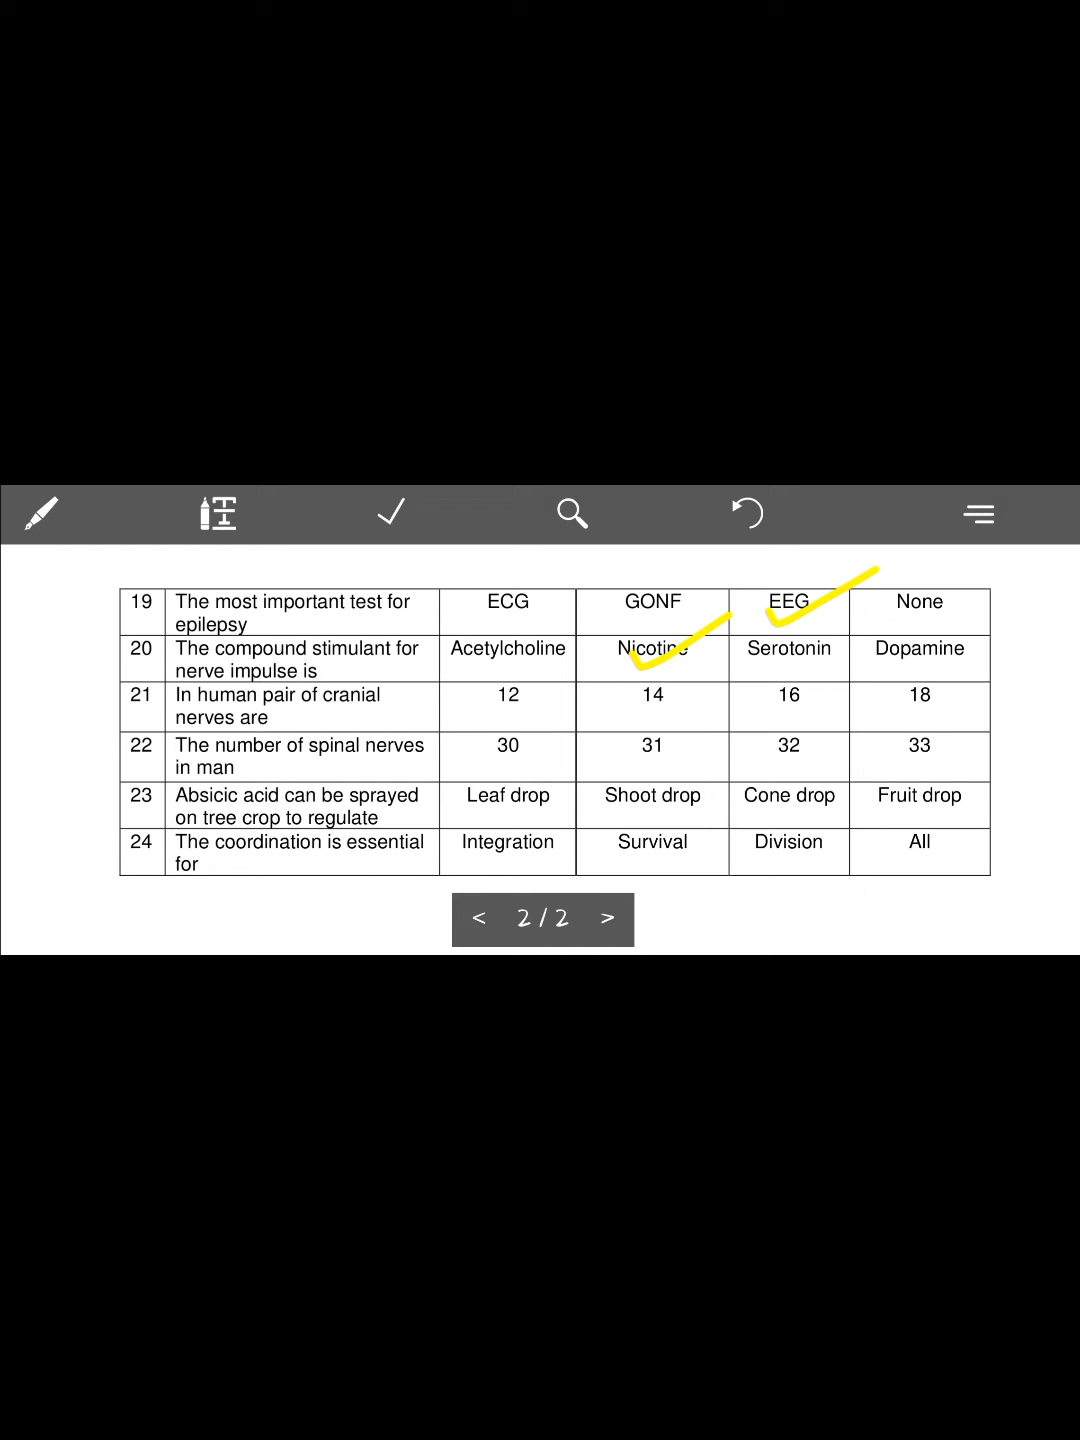 19 The most important test for epilepsy ECG GONF EEG None
20 The compound stimulant for nerve impulse is Acetylcholine Nicotine Serotonin Dopamine
21 In human pair of cranial nerves are 12 14 16 18
22 The number of spinal nerves in man 30 31 32 33
23 Absicic acid can be sprayed on tree crop to regulate Leaf drop Shoot drop Cone drop Fruit drop
24 The coordination is essential for Integration Survival Division All
< 2 / 2 >